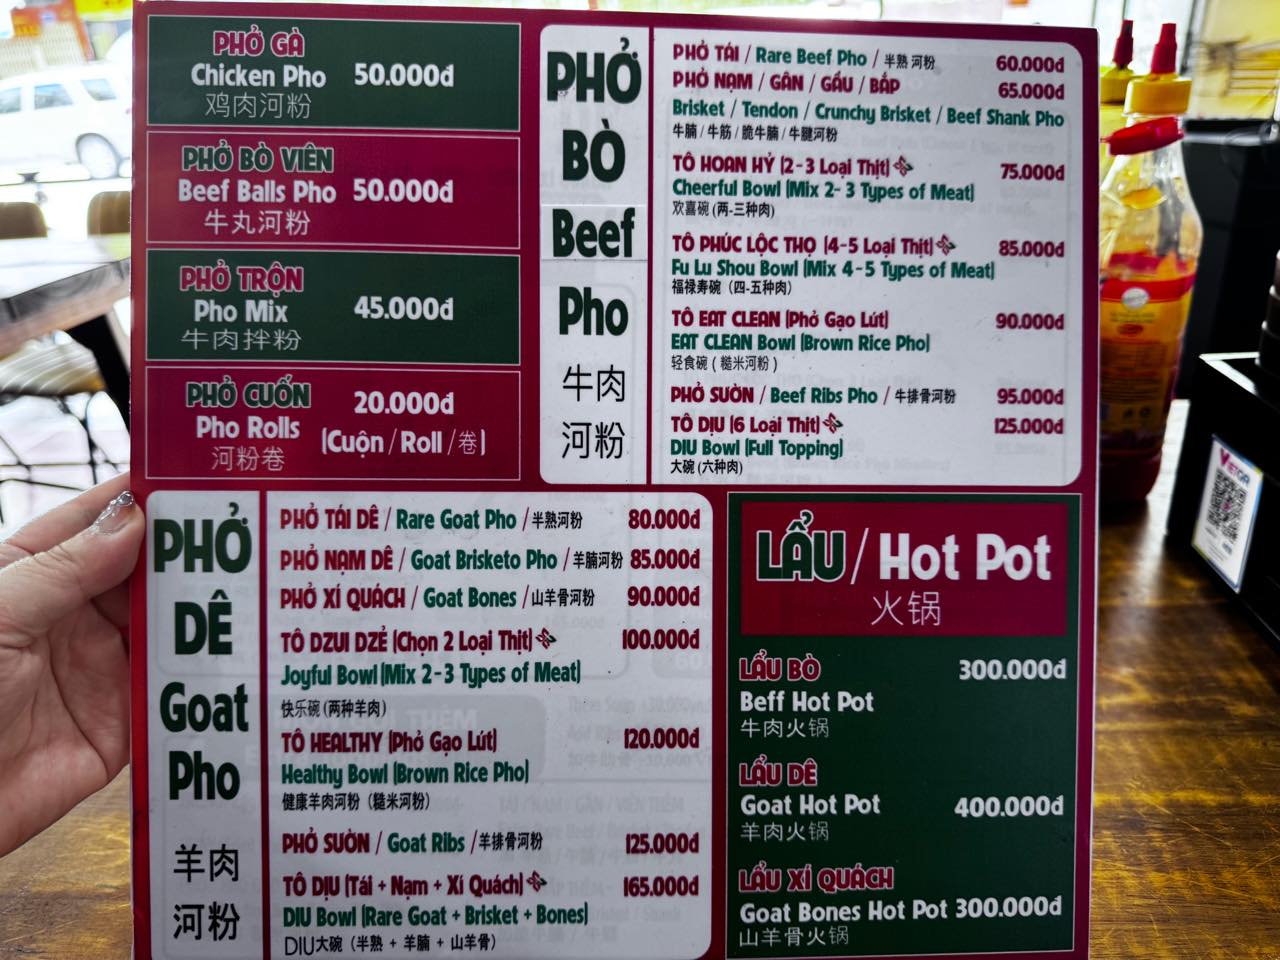 PHỞ GÀ
Chicken Pho 50.000đ
鸡肉河粉
PHỞ BÒ VIÊN
Beef Balls Pho 50.000đ
牛丸河粉
PHỞ TRỘN
Pho Mix 45.000đ
牛肉拌粉
PHỞ CUỐN 20.000đ
Pho Rolls (Cuộn / Roll / 卷)
河粉卷
PHỞ
BÒ
Beef
Pho
牛肉
河粉
PHỞ TÁI / Rare Beef Pho / 半熟 河粉 60.000đ
PHỞ NẠM / GÂN / GẦU / BẮP 65.000đ
Brisket / Tendon / Crunchy Brisket / Beef Shank Pho
牛腩 / 牛筋 / 脆牛腩 / 牛腱河粉
TÔ HOAN HỶ (2-3 Loại Thịt) 75.000đ
Cheerful Bowl (Mix 2-3 Types of Meat)
欢喜碗 (两-三种肉)
TÔ PHÚC LỘC THỌ (4-5 Loại Thịt) 85.000đ
Fu Lu Shou Bowl (Mix 4-5 Types of Meat)
福禄寿碗 (四-五种肉)
TÔ EAT CLEAN (Phở Gạo Lứt) 90.000đ
EAT CLEAN Bowl (Brown Rice Pho)
轻食碗 ( 糙米河粉 )
PHỞ SƯỜN / Beef Ribs Pho / 牛排骨河粉 95.000đ
TÔ DỊU (6 Loại Thịt) 125.000đ
DIU Bowl (Full Topping)
大碗 (六种肉)
PHỞ
DÊ
Goat
Pho
羊肉
河粉
PHỞ TÁI DÊ / Rare Goat Pho / 半熟河粉 80.000đ
PHỞ NẠM DÊ / Goat Brisketo Pho / 羊腩河粉 85.000đ
PHỞ XÍ QUÁCH / Goat Bones / 山羊骨河粉 90.000đ
TÔ DZUI DZẺ (Chọn 2 Loại Thịt) 100.000đ
Joyful Bowl (Mix 2-3 Types of Meat)
快乐碗 (两种羊肉)
TÔ HEALTHY (Phở Gạo Lứt) 120.000đ
Healthy Bowl (Brown Rice Pho)
健康羊肉河粉 (糙米河粉)
PHỞ SƯỜN / Goat Ribs / 羊排骨河粉 125.000đ
TÔ DỊU (Tái + Nạm + Xí Quách) 165.000đ
DIU Bowl (Rare Goat + Brisket + Bones)
DIU大碗 (半熟 + 羊腩 + 山羊骨)
LẨU / Hot Pot
火锅
LẨU BÒ 300.000đ
Beff Hot Pot
牛肉火锅
LẨU DÊ
Goat Hot Pot 400.000đ
羊肉火锅
LẨU XÍ QUÁCH
Goat Bones Hot Pot 300.000đ
山羊骨火锅
VIETQR